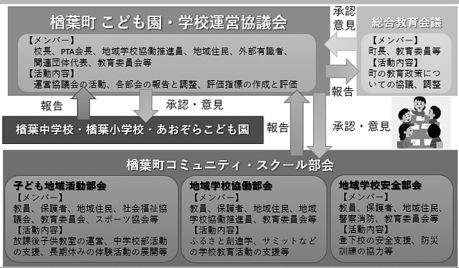 楢葉町 こども園・学校運営協議会
【メンバー】
校長、PTA会長、地域学校協働推進員、地域住民、外部有識者、
関連団体代表、教育委員会等
【活動内容】
運営協議会の活動、各部会の報告と調整、評価指標の作成と評価
承認
意見
報告
総合教育会議
【メンバー】
町長、教育委員等
【活動内容】
町の教育政策につ
いての協議、調整
報告
承認・意見
楢葉中学校・楢葉小学校・あおぞらこども園
報告
承認・意見
楢葉町コミュニティ・スクール部会
子ども地域活動部会
【メンバー】
教員、保護者、地域住民、社会福祉協
議会、教育委員会、スポーツ協会等
【活動内容】
放課後子供教室の運営、中学校部活動
の支援、長期休みの体験活動の展開等
地域学校協働部会
【メンバー】
教員、保護者、地域住民、地域
学校協働推進員、教育委員会等
【活動内容】
ふるさと創造学、サミットなど
の学校教育活動の支援等
地域学校安全部会
【メンバー】
教員、保護者、地域住民、
警察消防、教育委員会等
【活動内容】
登下校の安全支援、防災
訓練の協力等